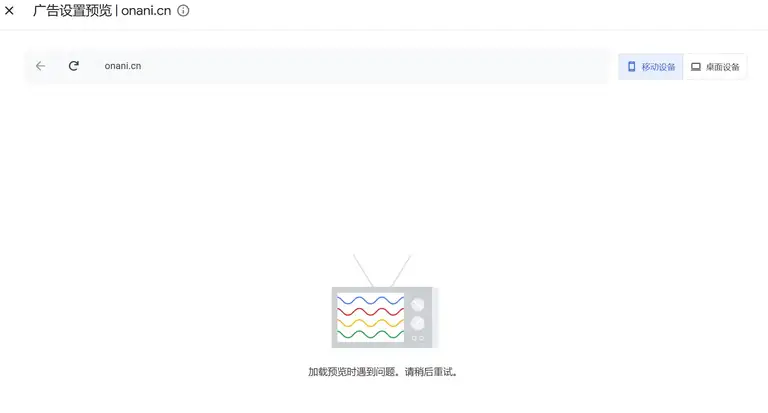 广告设置预览 | onani.cn
onani.cn
移动设备
桌面设备
加载预览时遇到问题。请稍后重试。